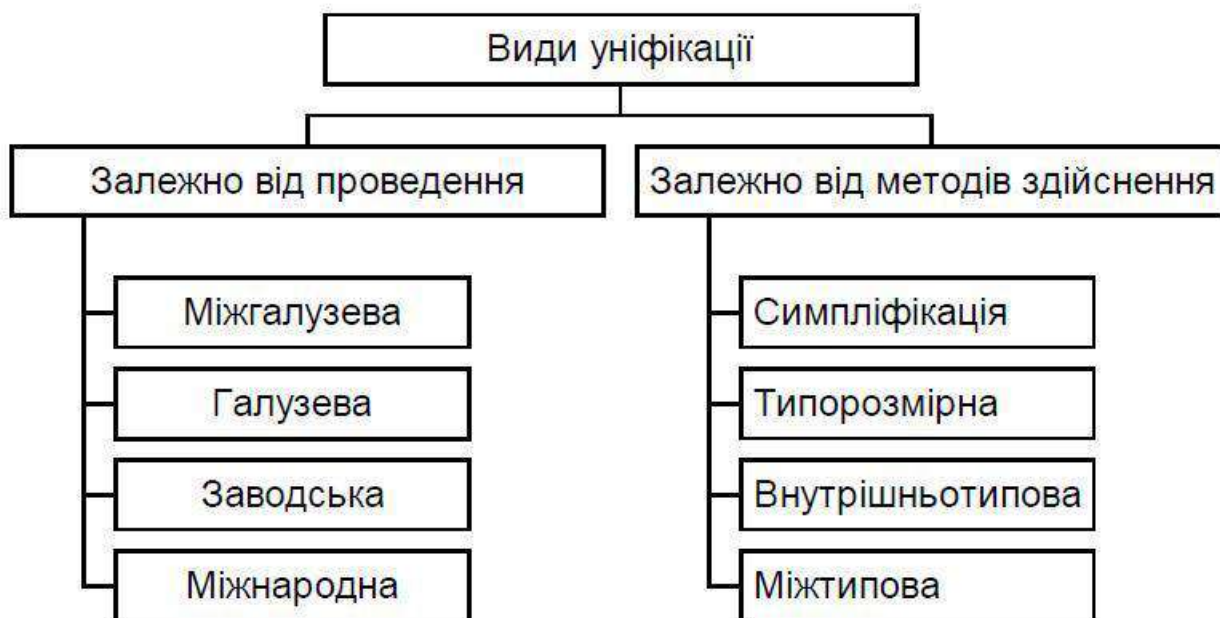 Види уніфікації
Залежно від проведення
Залежно від методів здійснення
Міжгалузева
Галузева
Заводська
Міжнародна
Симпліфікація
Типорозмірна
Внутрішньотипова
Міжтипова